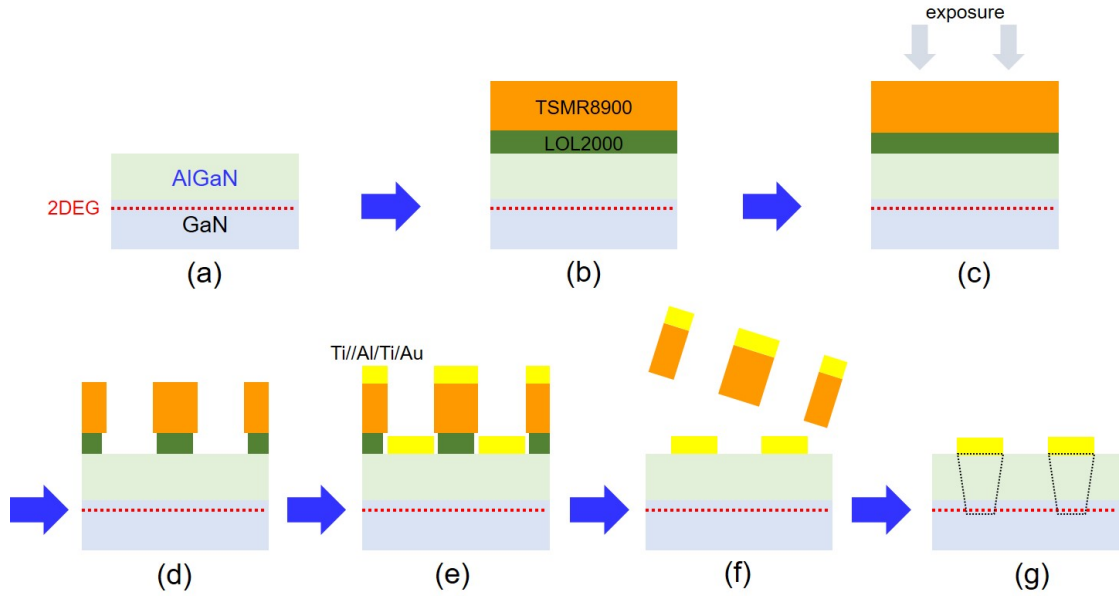 exposure
TSMR8900
LOL2000
AlGaN
2DEG
GaN
(a)
(b)
(c)
Ti//Al/Ti/Au
(d)
(e)
(f)
(g)